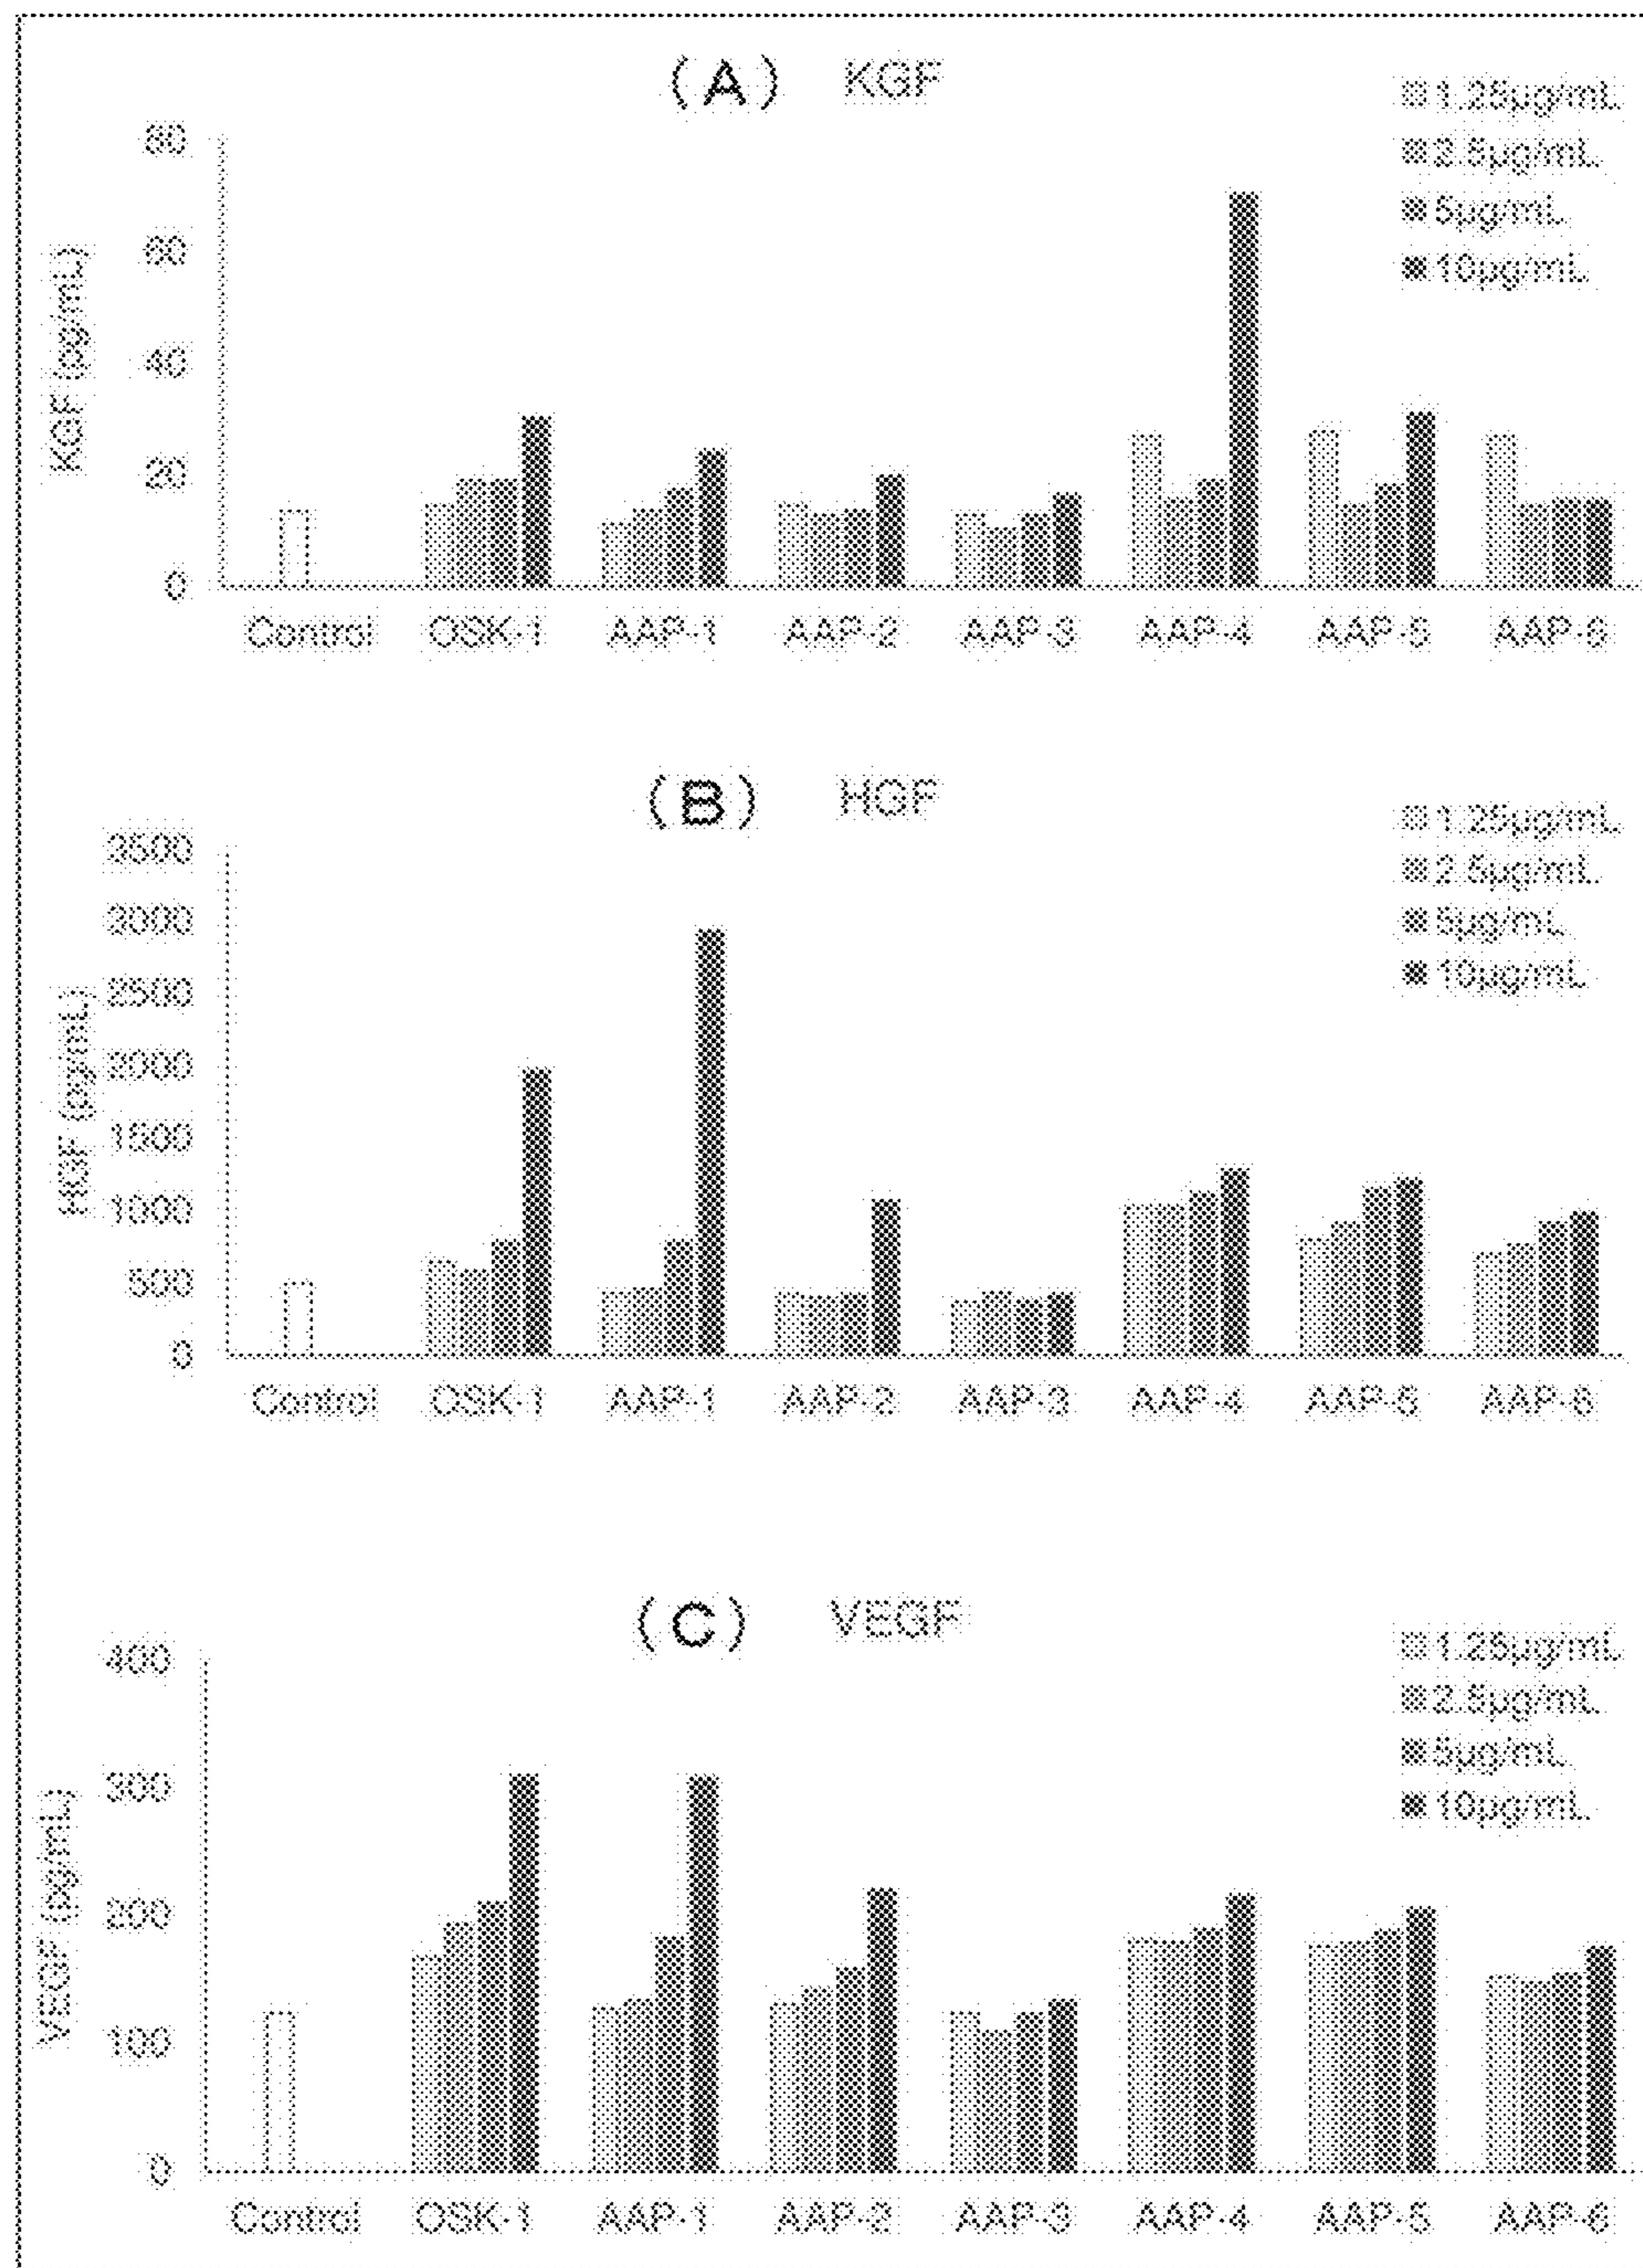 (A) KGF
1.25μg/mL
2.5μg/mL
5μg/mL
10μg/mL
KGF (pg/mL)
80
60
40
20
0
Control OSK-1 AAP-1 AAP-2 AAP-3 AAP-4 AAP-5 AAP-6
(B) HGF
1.25μg/mL
2.5μg/mL
5μg/mL
10μg/mL
HGF (pg/mL)
3500
3000
2500
2000
1500
1000
500
0
Control OSK-1 AAP-1 AAP-2 AAP-3 AAP-4 AAP-5 AAP-6
(C) VEGF
1.25μg/mL
2.5μg/mL
5μg/mL
10μg/mL
VEGF (pg/mL)
400
300
200
100
0
Control OSK-1 AAP-1 AAP-2 AAP-3 AAP-4 AAP-5 AAP-6